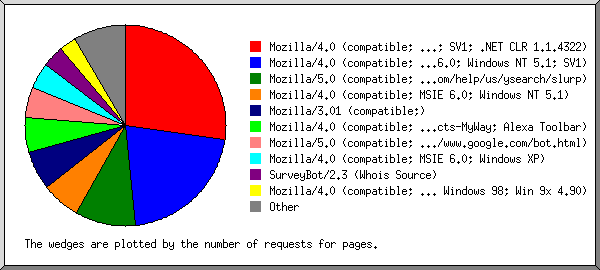 Mozilla/4.0 (compatible; ...; SV1; .NET CLR 1.1.4322)
Mozilla/4.0 (compatible; ...6.0; Windows NT 5.1; SV1)
Mozilla/5.0 (compatible; ...om/help/us/ysearch/slurp)
Mozilla/4.0 (compatible; MSIE 6.0; Windows NT 5.1)
Mozilla/3.01 (compatible;)
Mozilla/4.0 (compatible; ...cts-MyWay; Alexa Toolbar)
Mozilla/5.0 (compatible; .../www.google.com/bot.html)
Mozilla/4.0 (compatible; MSIE 6.0; Windows XP)
SurveyBot/2.3 (Whois Source)
Mozilla/4.0 (compatible; ... Windows 98; Win 9x 4.90)
Other
The wedges are plotted by the number of requests for pages.